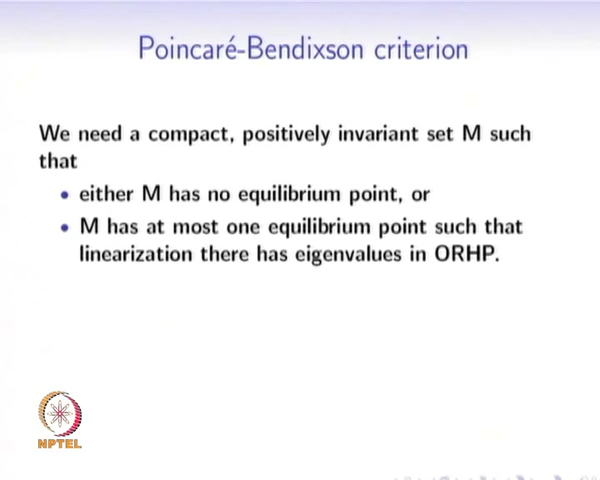 Poincaré-Bendixson criterion
We need a compact, positively invariant set M such
that
• either M has no equilibrium point, or
• M has at most one equilibrium point such that
linearization there has eigenvalues in ORHP.
NPTEL